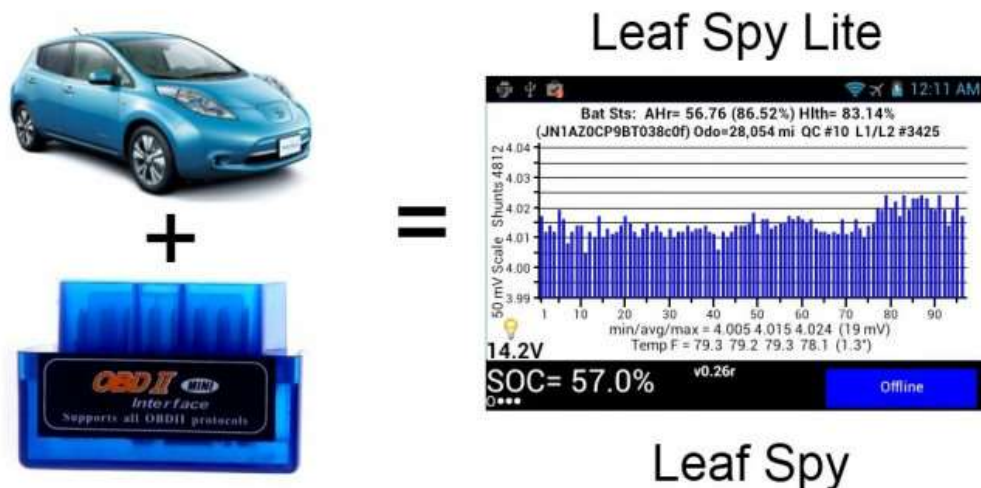 Leaf Spy Lite
12:11 AM
Bat Sts: AHr= 56.76 (86.52%) Hlth= 83.14%
(JN1AZ0CP9BT038c0f) Odo=28,054 mi QC #10 L1/L2 #3425
50 mV Scale Shunts 4812
4.04
4.03
4.02
4.01
4.00
3.99
1 10 20 30 40 50 60 70 80 90
min/avg/max = 4.005 4.015 4.024 (19 mV)
Temp F = 79.3 79.2 79.3 78.1 (1.3°)
14.2V
SOC= 57.0%
v0.26r
Offline
+
=
OBD II MINI
Interface
Supports all OBDII protocols
Leaf Spy